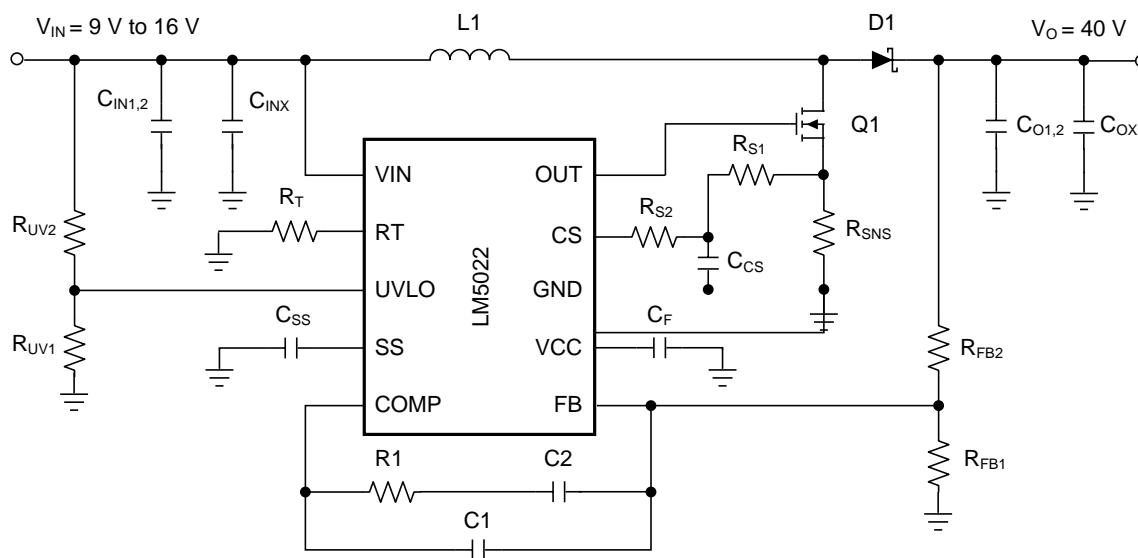 V_IN = 9 V to 16 V
L1
D1
V_O = 40 V
C_IN1,2
C_INX
Q1
C_O1,2
C_OX
R_S1
VIN
OUT
R_T
R_S2
R_UV2
R_SNS
RT
CS
C_CS
UVLO
LM5022
GND
C_SS
C_F
R_UV1
SS
VCC
R_FB2
COMP
FB
R1
C2
R_FB1
C1